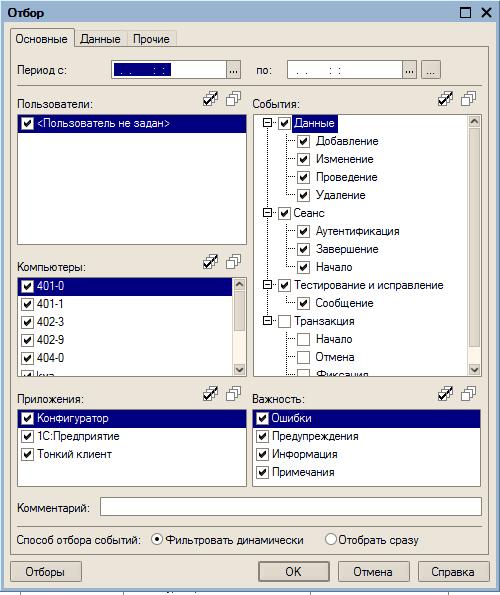 Отбор
Основные Данные Прочие
Период с: . . : : ... по: . . : : ... ...
Пользователи:
<Пользователь не задан>
События:
Данные
Добавление
Изменение
Проведение
Удаление
Сеанс
Аутентификация
Завершение
Начало
Тестирование и исправление
Сообщение
Транзакция
Начало
Отмена
Фиксация
Компьютеры:
401-0
401-1
402-3
402-9
404-0
Приложения:
Конфигуратор
1С:Предприятие
Тонкий клиент
Важность:
Ошибки
Предупреждения
Информация
Примечания
Комментарий:
Способ отбора событий: Фильтровать динамически Отобрать сразу
Отборы OK Отмена Справка